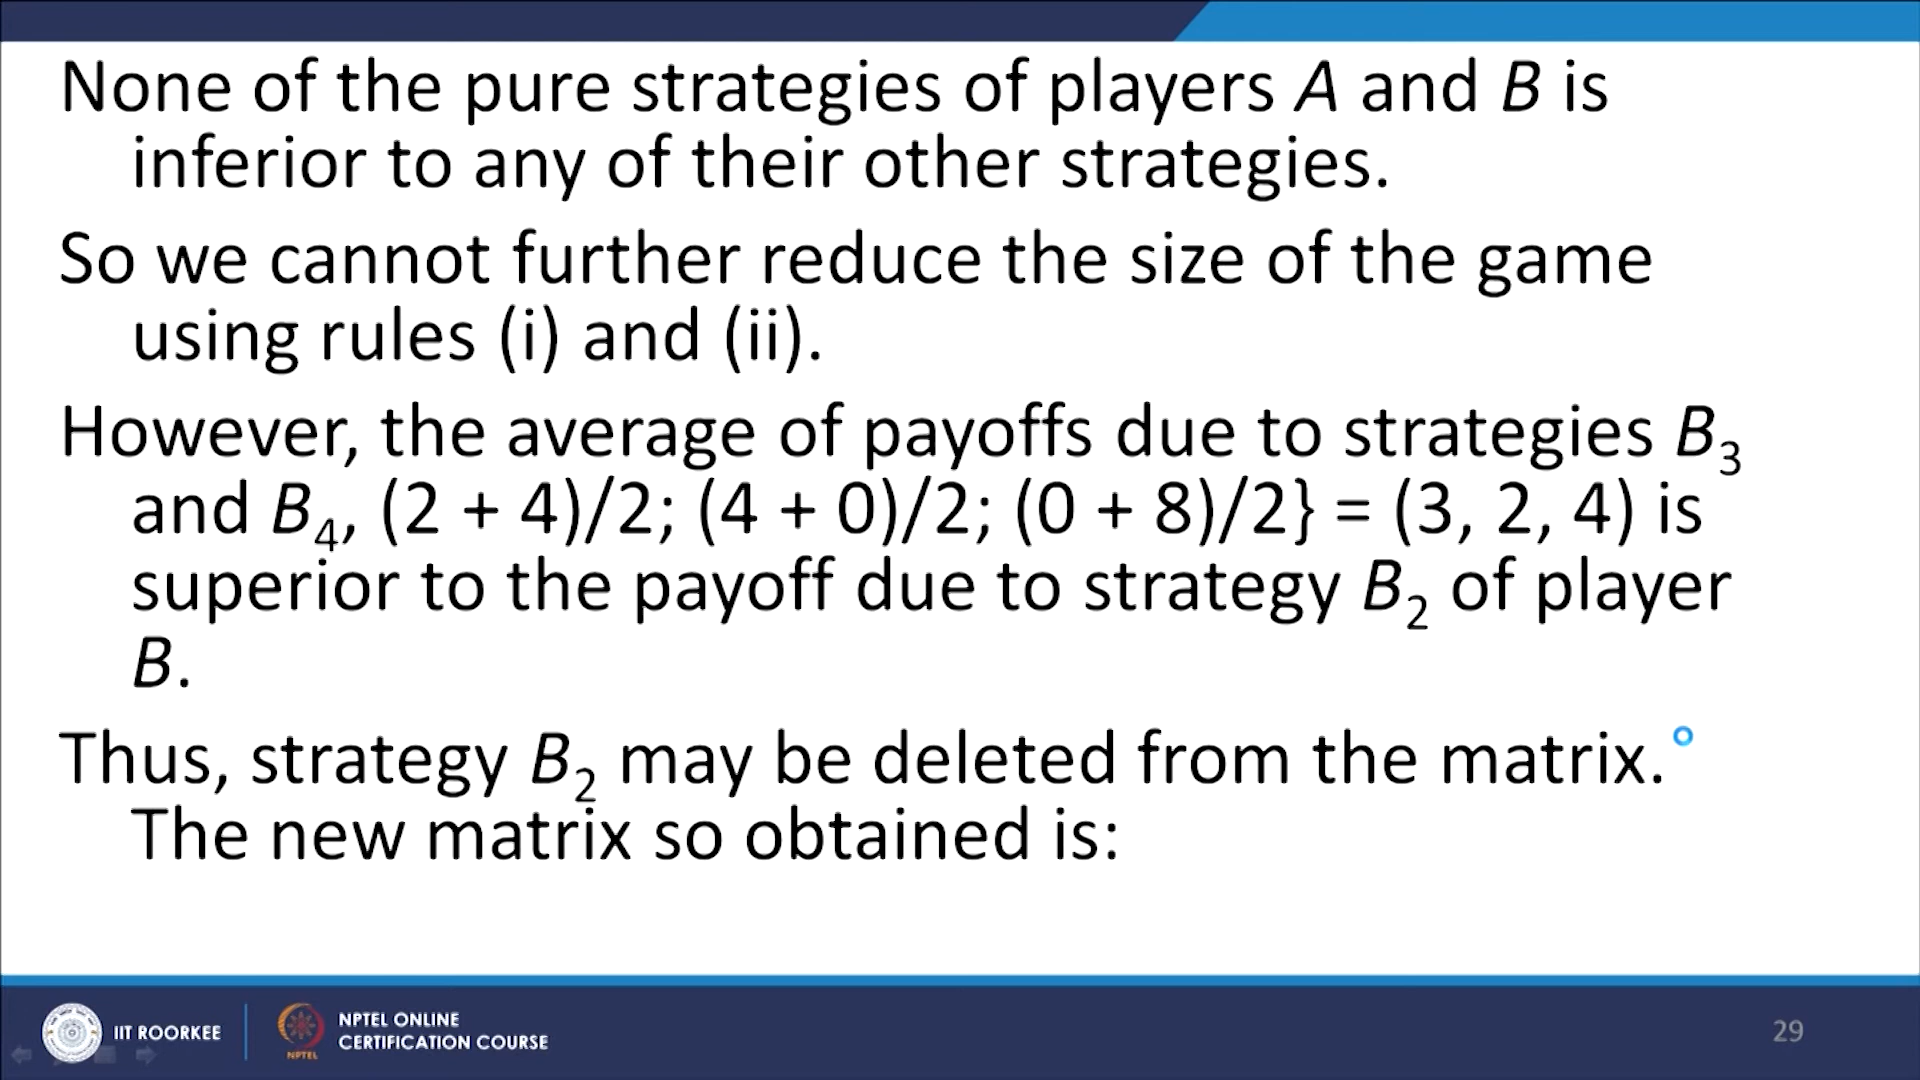 None of the pure strategies of players A and B is
inferior to any of their other strategies.
So we cannot further reduce the size of the game
using rules (i) and (ii).
However, the average of payoffs due to strategies B₃
and B₄, (2 + 4)/2; (4 + 0)/2; (0 + 8)/2} = (3, 2, 4) is
superior to the payoff due to strategy B₂ of player
B.
Thus, strategy B₂ may be deleted from the matrix.
The new matrix so obtained is:
IIT ROORKEE
NPTEL
NPTEL ONLINE
CERTIFICATION COURSE
29